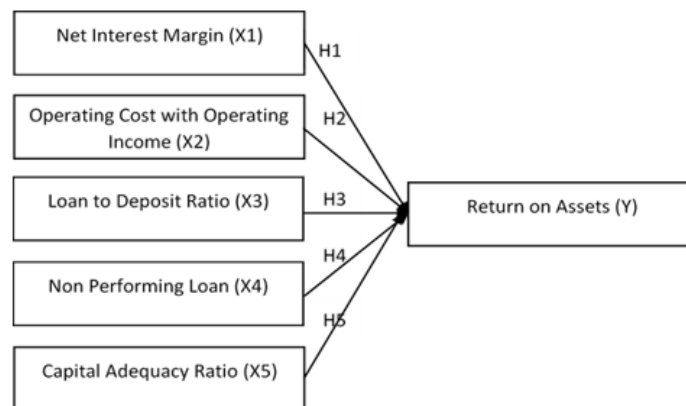 Net Interest Margin (X1)
H1
Operating Cost with Operating
Income (X2)
H2
Loan to Deposit Ratio (X3)
H3
Return on Assets (Y)
Non Performing Loan (X4)
H4
Capital Adequacy Ratio (X5)
H5